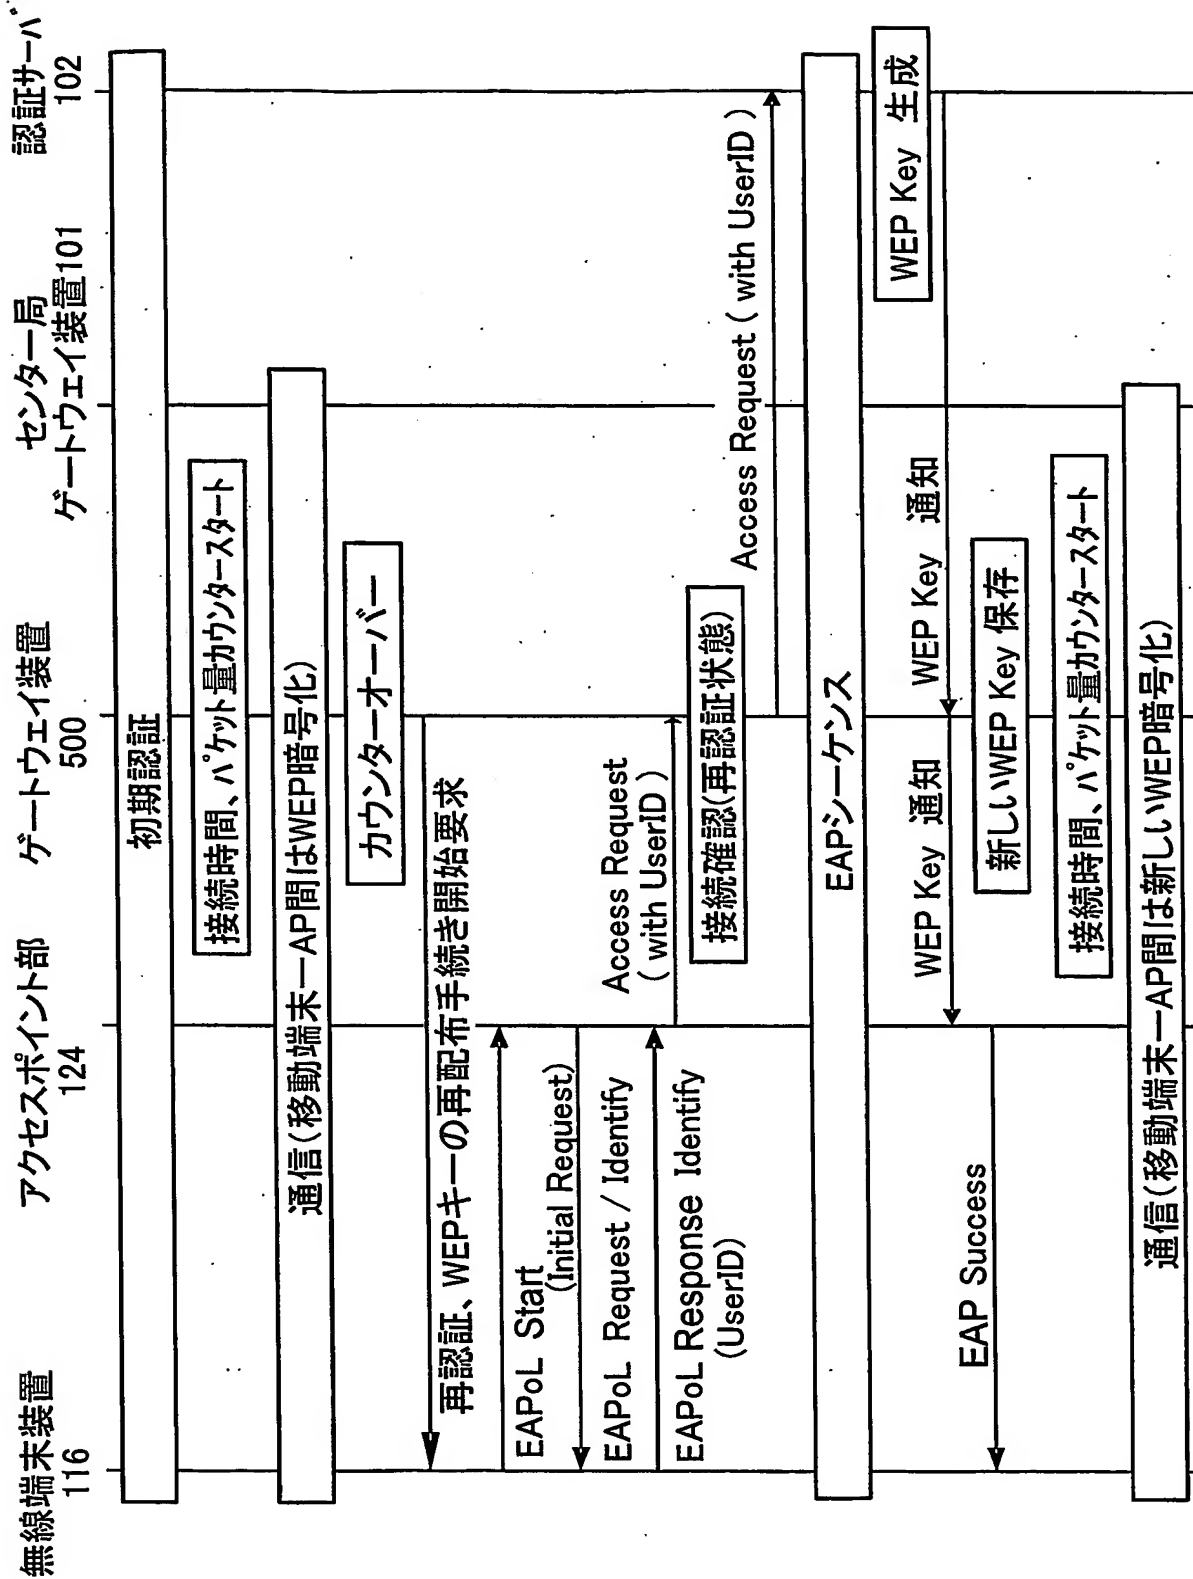 無線端末装置
116
アクセスポイント部
124
ゲートウェイ装置
500
センター局
ゲートウェイ装置101
認証サーバ
102
初期認証
接続時間、パケット量カウンタースタート
通信(移動端末ーAP間はWEP暗号化)
カウンターオーバー
再認証、WEPキーの再配布手続き開始要求
EAPoL Start
(Initial Request)
EAPoL Request / Identify
EAPoL Response Identify
(UserID)
Access Request
( with UserID )
接続確認(再認証状態)
Access Request ( with UserID )
EAPシーケンス
WEP Key 生成
WEP Key 通知
WEP Key 通知
EAP Success
新しいWEP Key 保存
接続時間、パケット量カウンタースタート
通信(移動端末ーAP間は新しいWEP暗号化)